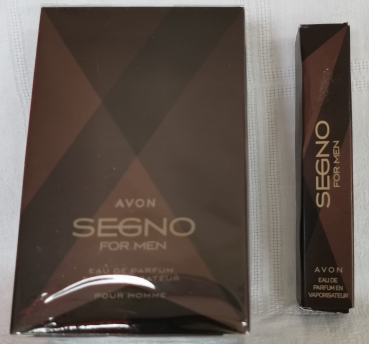 AVON
SEGNO
FOR MEN
EAU DE PARFUM
POUR HOMME
SEGNO
FOR MEN
AVON
EAU DE
PARFUM EN
VAPORISATEUR